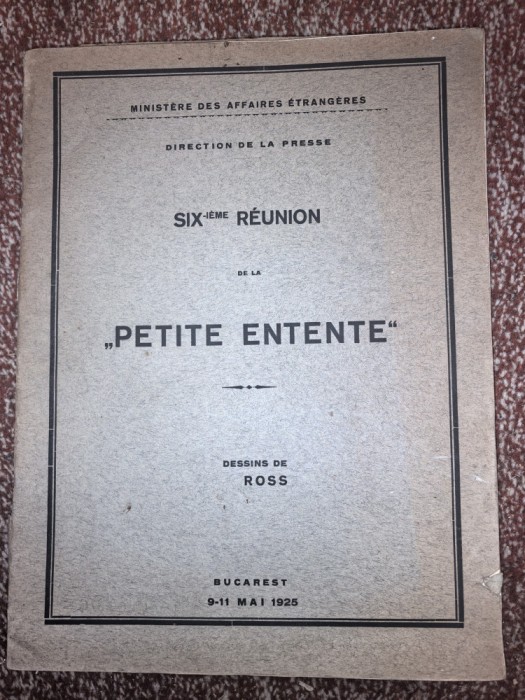 MINISTÈRE DES AFFAIRES ÉTRANGÈRES
DIRECTION DE LA PRESSE
SIX-IÈME RÉUNION
DE LA
„PETITE ENTENTE“
DESSINS DE
ROSS
BUCAREST
9-11 MAI 1925